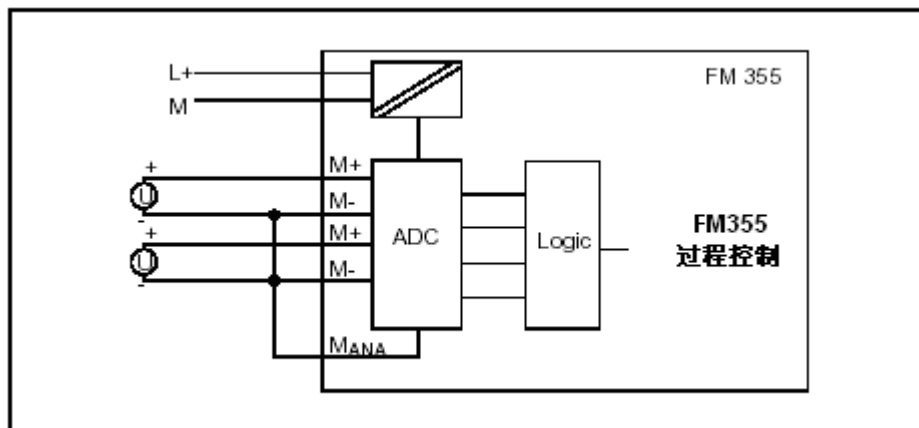 L+
FM 355
M
+
M+
U
-
M-
+
M+
ADC
Logic
FM355
过程控制
U
-
M-
MANA